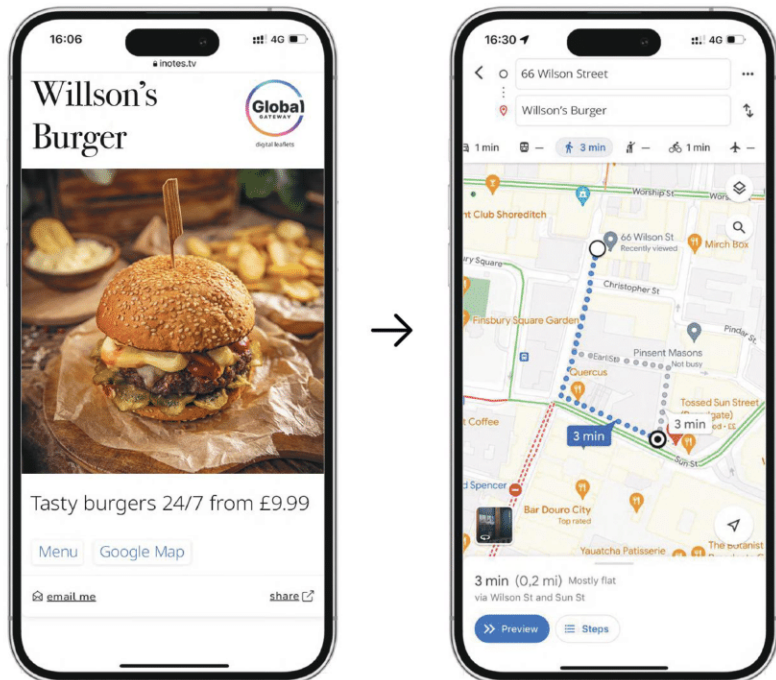 16:06
4G
inotes.tv
Willson's
Burger
Global
GATEWAY
digital leaflets
Tasty burgers 24/7 from £9.99
Menu
Google Map
email me
share
16:30
4G
66 Wilson Street
Willson's Burger
1 min
—
3 min
—
1 min
—
Worship St
nt Club Shoreditch
66 Wilson St
Recently viewed
Mirch Box
ry Square
Christopher St
Finsbury Square Garden
Pindar St
Earl St
Pinsent Masons
Not busy
Quercus
Tossed Sun Street
3 min
t Coffee
3 min
Sun St
d Spencer
Bar Douro City
Top rated
Yauatcha Patisserie
The Botanist
3 min (0,2 mi) Mostly flat
via Wilson St and Sun St
Preview
Steps